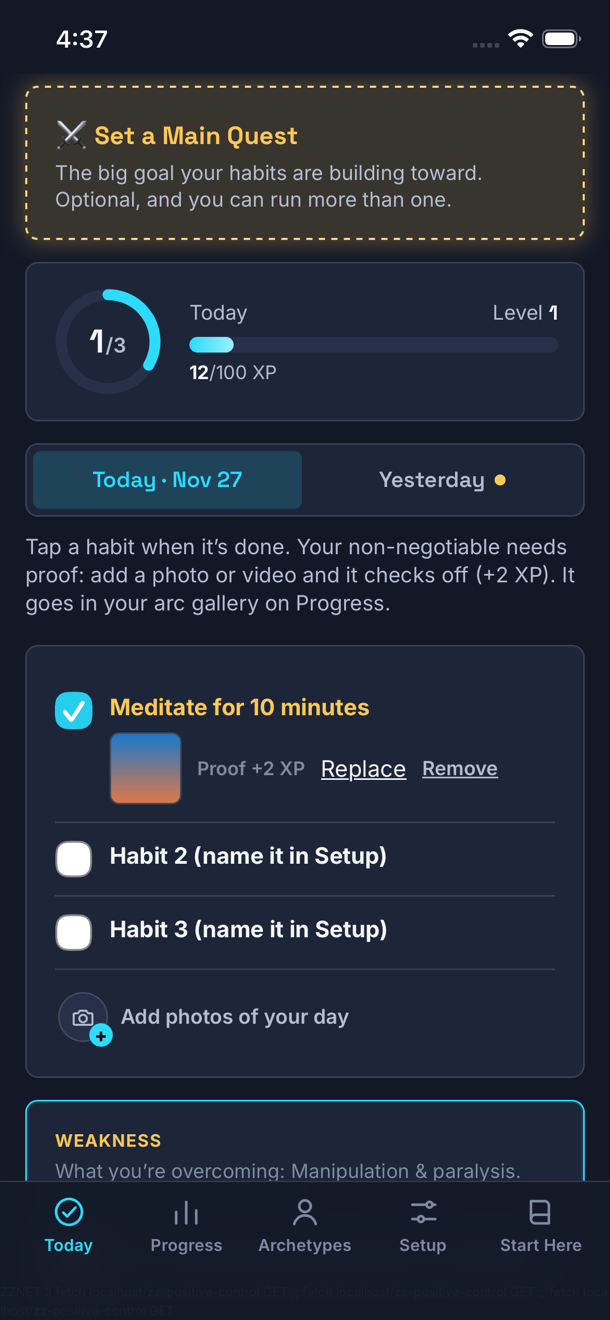 4:37
Set a Main Quest
The big goal your habits are building toward.
Optional, and you can run more than one.
1/3
Today
Level 1
12/100 XP
Today · Nov 27
Yesterday
Tap a habit when it’s done. Your non-negotiable needs
proof: add a photo or video and it checks off (+2 XP). It
goes in your arc gallery on Progress.
Meditate for 10 minutes
Proof +2 XP
Replace
Remove
Habit 2 (name it in Setup)
Habit 3 (name it in Setup)
Add photos of your day
WEAKNESS
What you’re overcoming: Manipulation & paralysis.
Today
Progress
Archetypes
Setup
Start Here